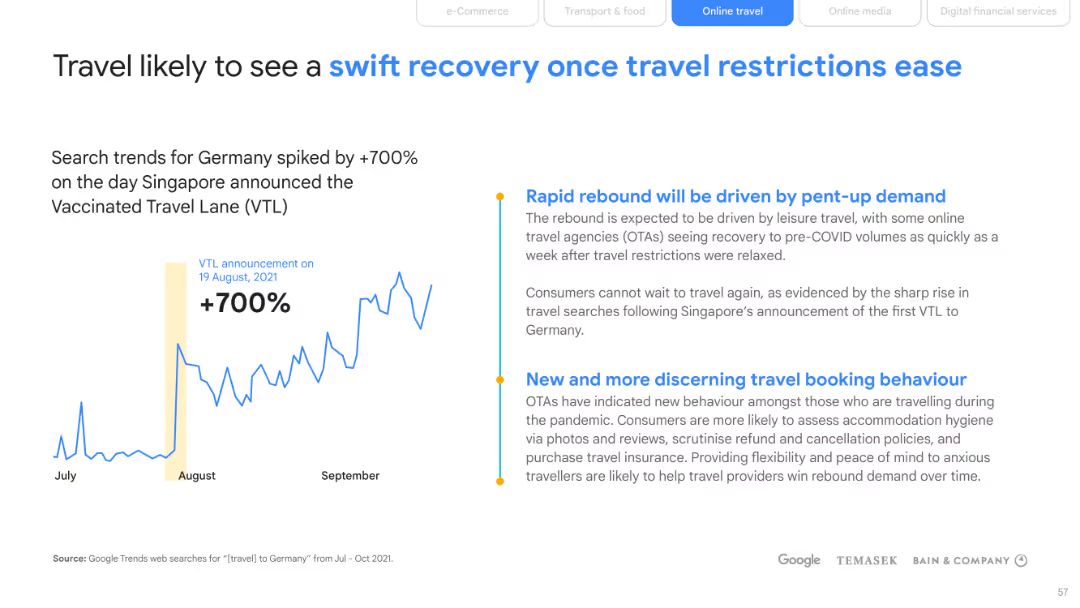 e-Commerce
Transport & food
Online travel
Online media
Digital financial services
Travel likely to see a swift recovery once travel restrictions ease
Search trends for Germany spiked by +700%
on the day Singapore announced the
Vaccinated Travel Lane (VTL)
VTL announcement on
19 August, 2021
+700%
July
August
September
Rapid rebound will be driven by pent-up demand
The rebound is expected to be driven by leisure travel, with some online
travel agencies (OTAs) seeing recovery to pre-COVID volumes as quickly as a
week after travel restrictions were relaxed.
Consumers cannot wait to travel again, as evidenced by the sharp rise in
travel searches following Singapore's announcement of the first VTL to
Germany.
New and more discerning travel booking behaviour
OTAs have indicated new behaviour amongst those who are travelling during
the pandemic. Consumers are more likely to assess accommodation hygiene
via photos and reviews, scrutinise refund and cancellation policies, and
purchase travel insurance. Providing flexibility and peace of mind to anxious
travellers are likely to help travel providers win rebound demand over time.
Source: Google Trends web searches for "[travel] to Germany" from Jul - Oct 2021.
Google
TEMASEK
BAIN & COMPANY
57